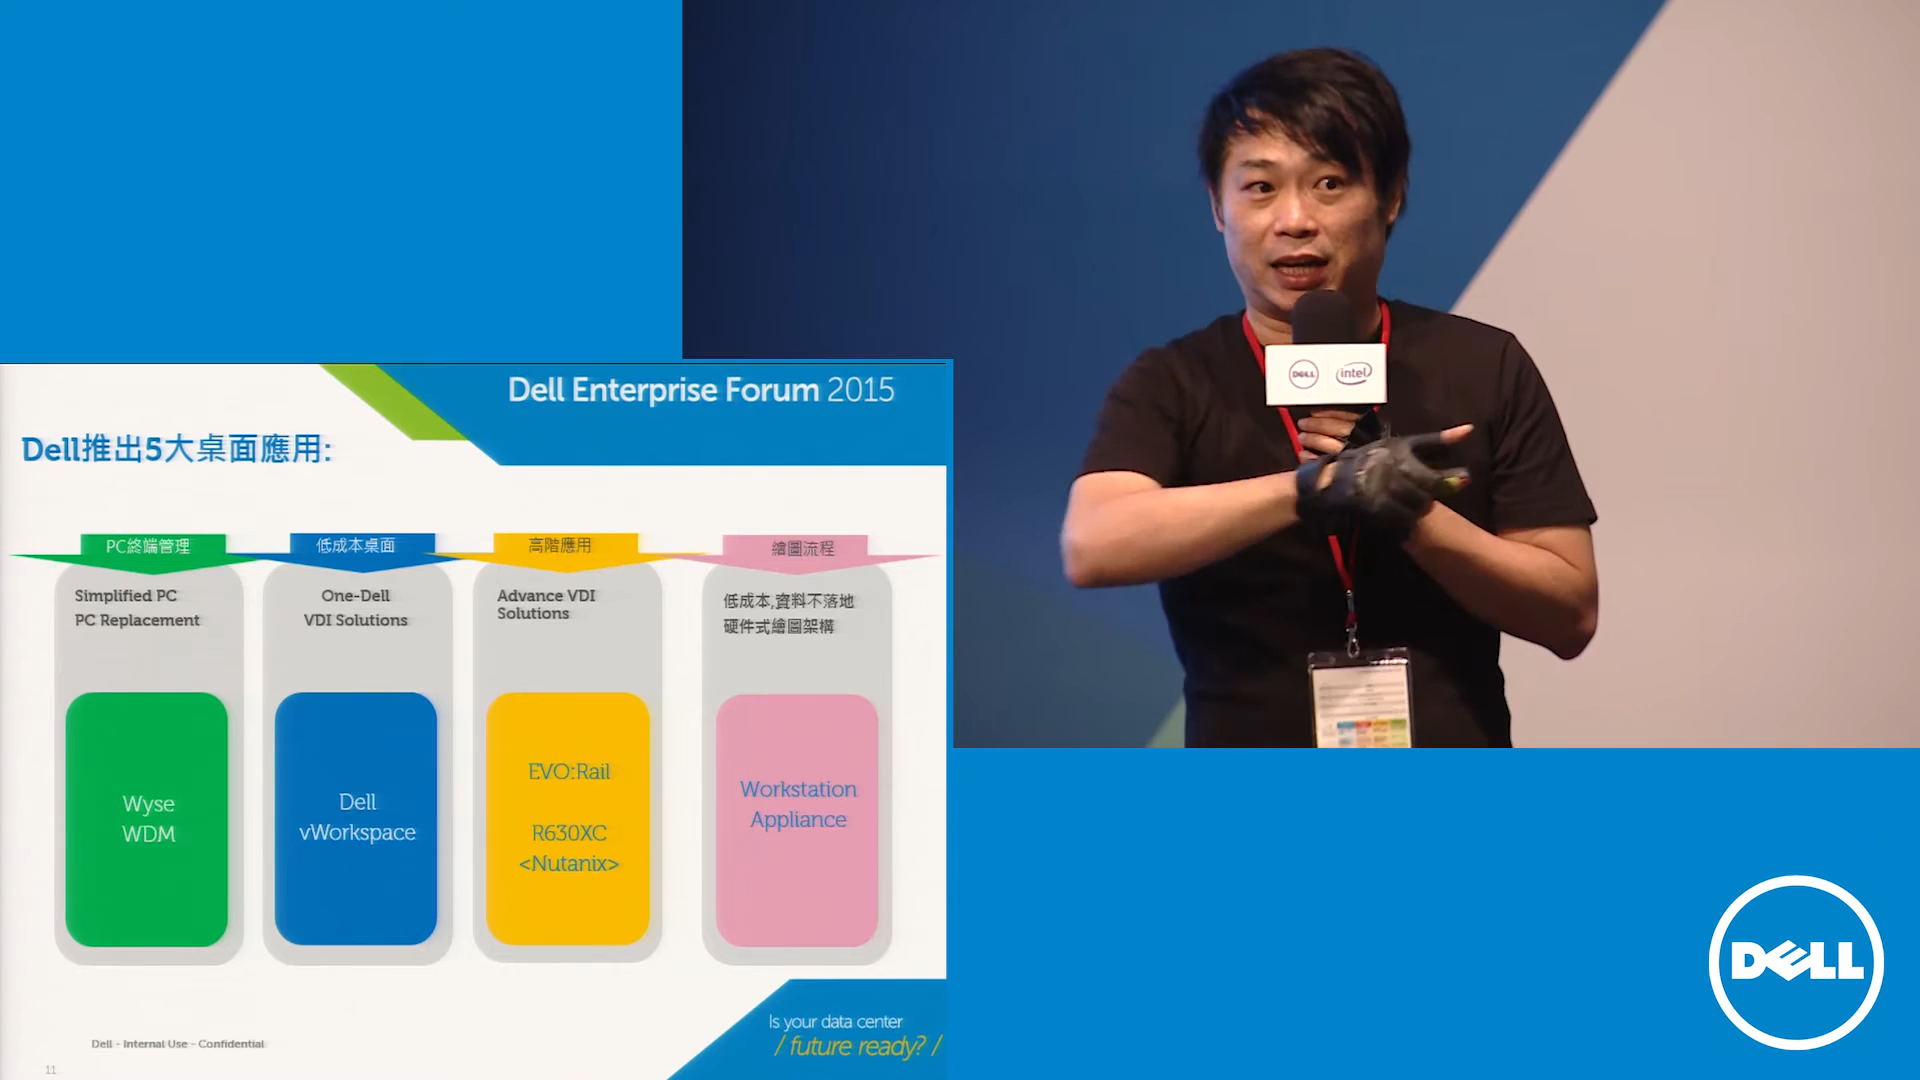 Dell Enterprise Forum 2015
Dell推出5大桌面應用:
PC終端管理
低成本桌面
高階應用
繪圖流程
Simplified PC
PC Replacement
One-Dell
VDI Solutions
Advance VDI
Solutions
低成本,資料不落地
硬件式繪圖架構
Wyse
WDM
Dell
vWorkspace
EVO:Rail
R630XC
<Nutanix>
Workstation
Appliance
Is your data center
/ future ready? /
Dell - Internal Use - Confidential
11
DELL
intel
DELL